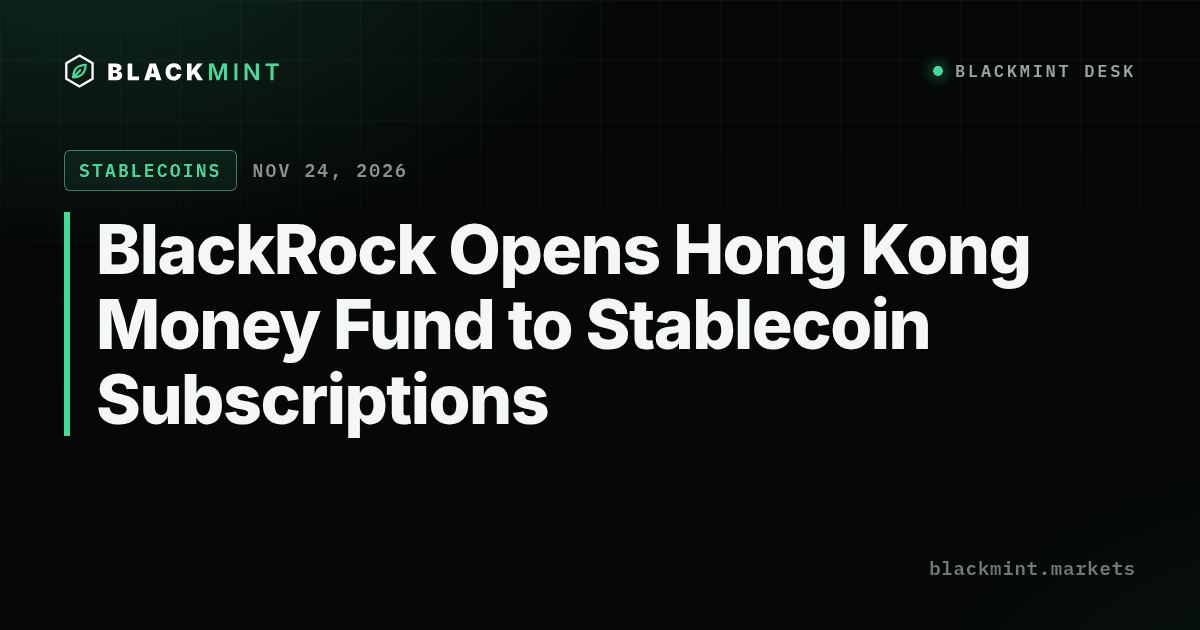 BLACKMINT
BLACKMINT DESK
STABLECOINS
NOV 24, 2026
BlackRock Opens Hong Kong
Money Fund to Stablecoin
Subscriptions
blackmint.markets